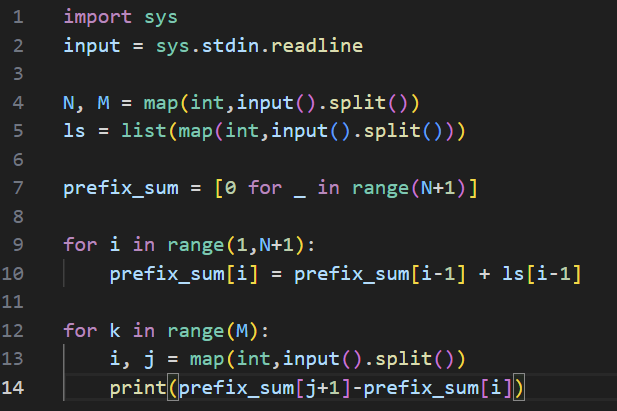 1 import sys
2 input = sys.stdin.readline
3
4 N, M = map(int,input().split())
5 ls = list(map(int,input().split()))
6
7 prefix_sum = [0 for _ in range(N+1)]
8
9 for i in range(1,N+1):
10     prefix_sum[i] = prefix_sum[i-1] + ls[i-1]
11
12 for k in range(M):
13     i, j = map(int,input().split())
14     print(prefix_sum[j+1]-prefix_sum[i])